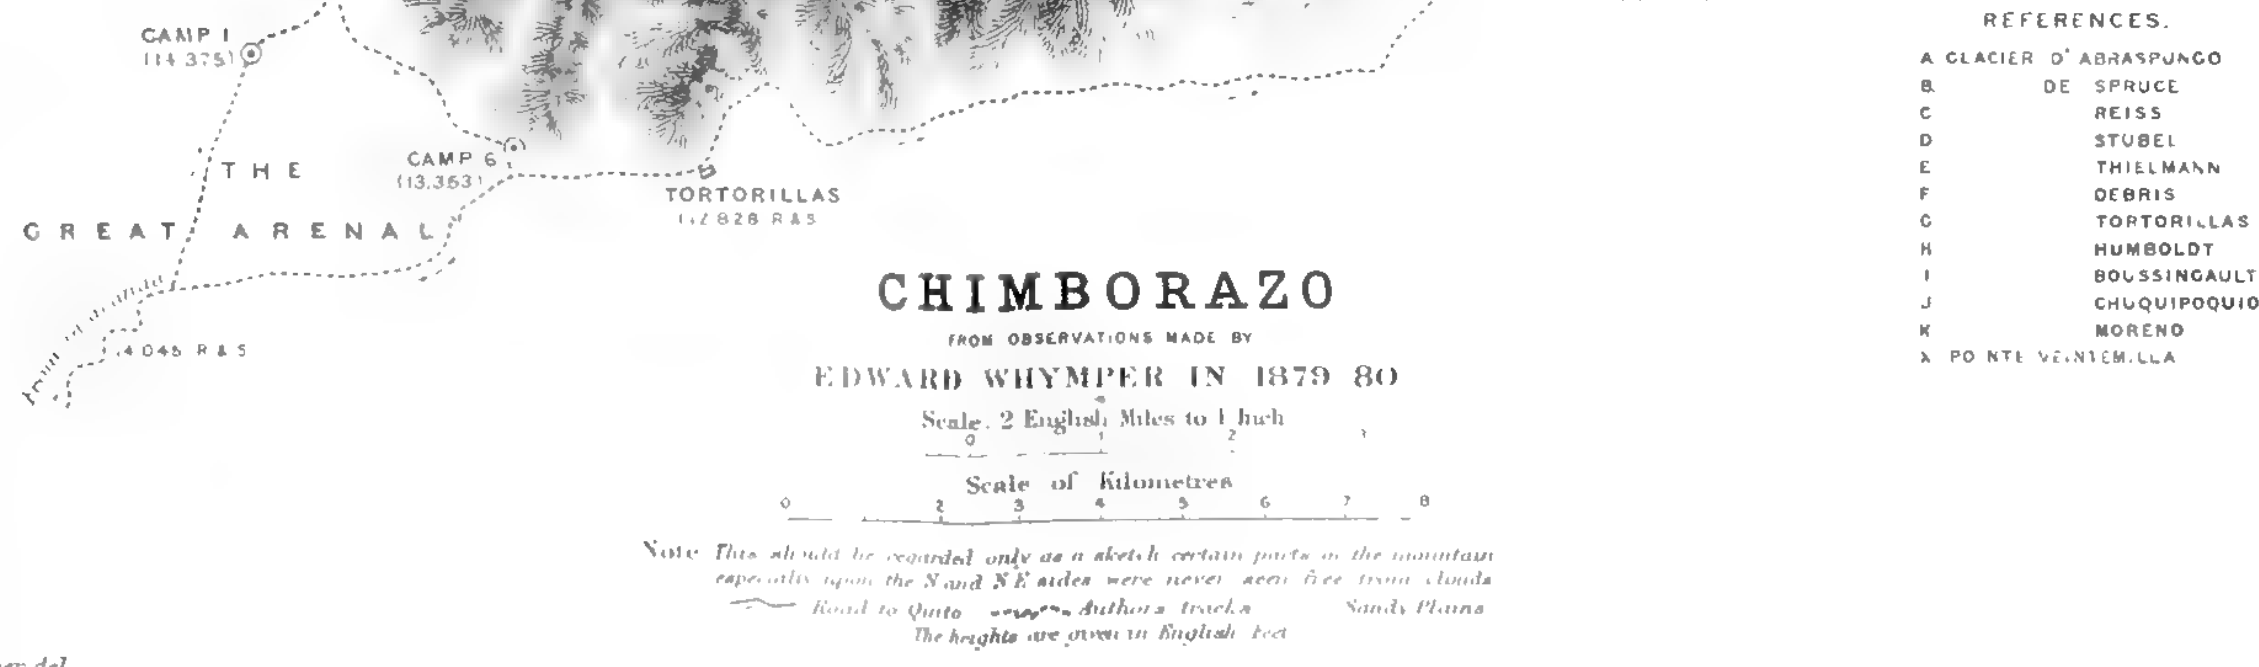 CAMP 1
(14.375)
THE
GREAT ARENAL
CAMP 6
(13.353)
TORTORILLAS
828 R & S
from
4 045 R & S
CHIMBORAZO
FROM OBSERVATIONS MADE BY
EDWARD WHYMPER IN 1879 80
Scale. 2 English Miles to 1 Inch
0 1 2
Scale of Kilometres
0 2 3 4 5 6 7 8
Note This should be regarded only as a sketch certain parts of the mountain
especially upon the N and N E sides were never seen free from clouds
Road to Quito Authors tracks Sandy Plains
The heights are given in English Feet
del
REFERENCES.
A GLACIER D'ABRASPUNGO
B DE SPRUCE
C REISS
D STUBEL
E THIELMANN
F DEBRIS
G TORTORILLAS
H HUMBOLDT
I BOUSSINGAULT
J CHUQUIPOQUIO
K MORENO
POINTE VEINTEMILLA